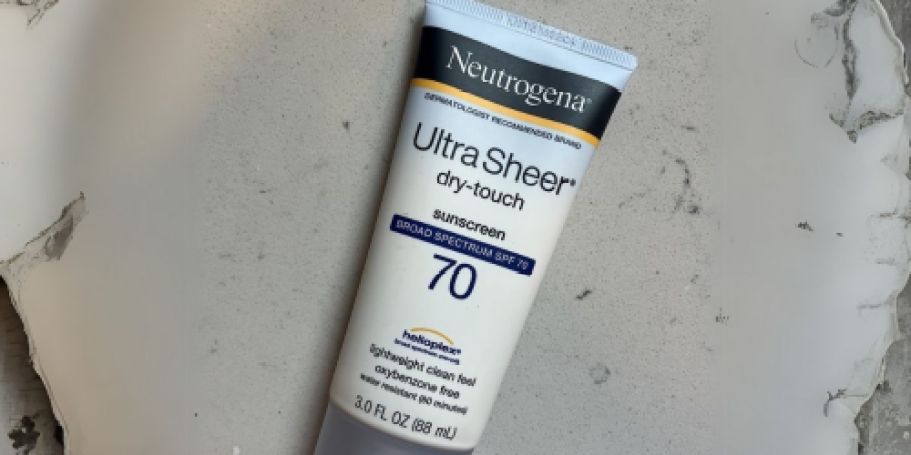 Neutrogena®
DERMATOLOGIST RECOMMENDED BRAND
Ultra Sheer®
dry-touch
sunscreen
BROAD SPECTRUM SPF 70
70
helioplex®
lightweight clean feel
oxybenzone free
water resistant (80 minutes)
3.0 FL OZ (88 mL)